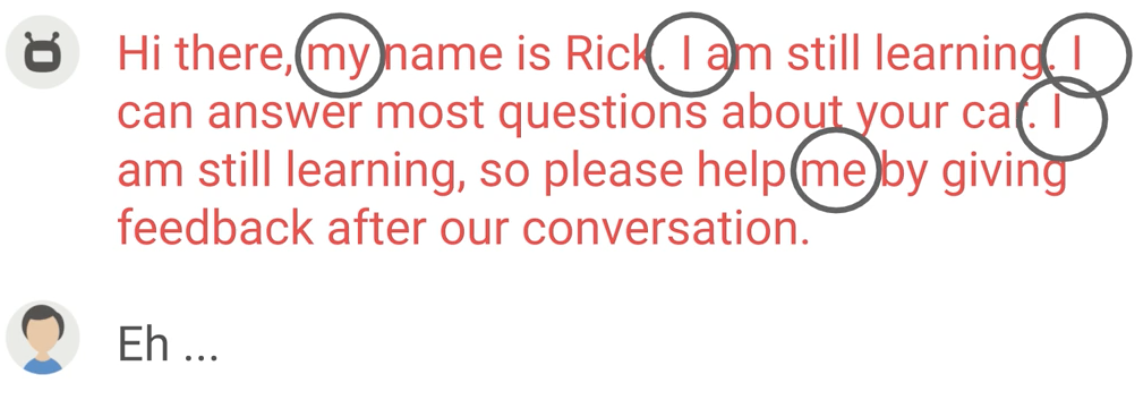 Hi there, my name is Rick. I am still learning. I
can answer most questions about your car. I
am still learning, so please help me by giving
feedback after our conversation.
Eh ...